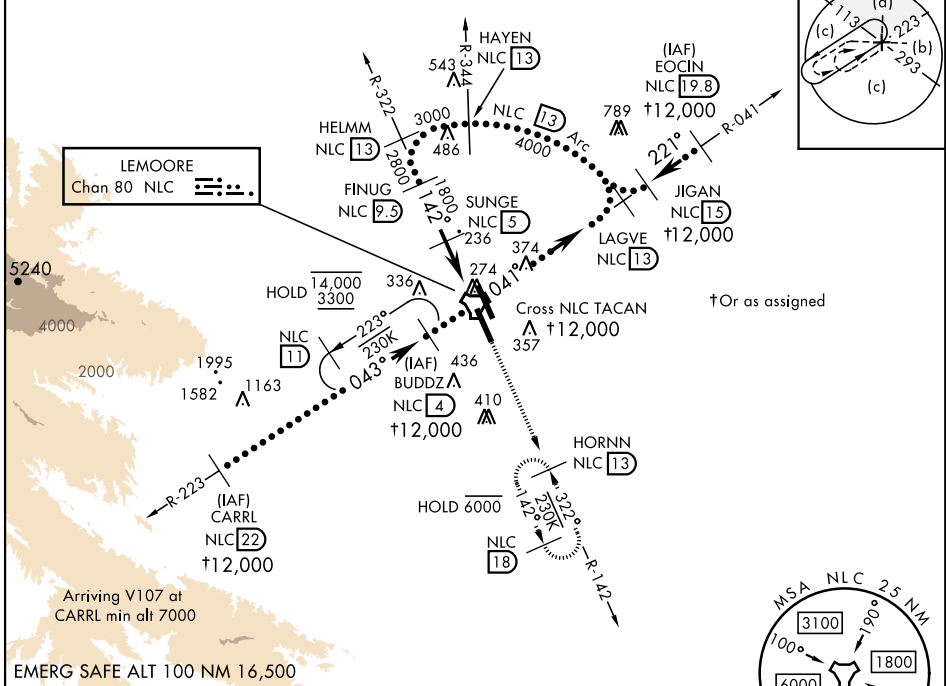 (a)
113
223
(c)
(b)
293
(c)
HAYEN
NLC 13
R-344
543
R-322
(IAF)
EOCIN
NLC 19.8
†12,000
R-041
3000
486
NLC 13 Arc
4000
789
HELMM
NLC 13
2800
221°
LEMOORE
Chan 80 NLC
FINUG
NLC 9.5
1800
142°
SUNGE
NLC 5
236
JIGAN
NLC 15
†12,000
LAGVE
NLC 13
374
041°
274
5240
4000
2000
HOLD 14,000
3300
336
†Or as assigned
Cross NLC TACAN
†12,000
357
NLC
11
223°
230K
043°
(IAF)
BUDDZ
NLC 4
†12,000
436
410
1995
1582
1163
HORNN
NLC 13
HOLD 6000
322°
230K
142°
NLC
18
R-142
R-223
(IAF)
CARRL
NLC 22
†12,000
Arriving V107 at
CARRL min alt 7000
EMERG SAFE ALT 100 NM 16,500
MSA NLC 25 NM
3100
190°
100°
1800
6000